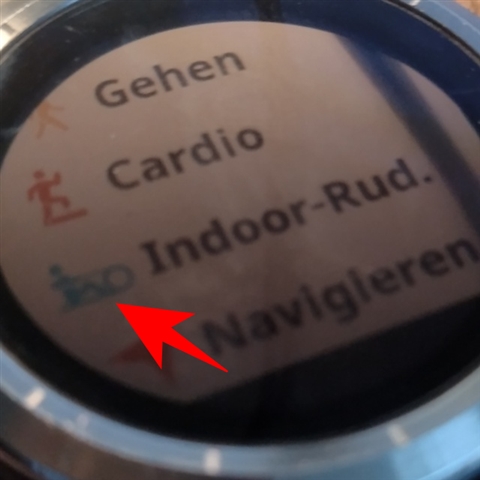 Gehen
Cardio
Indoor-Rud.
Navigieren